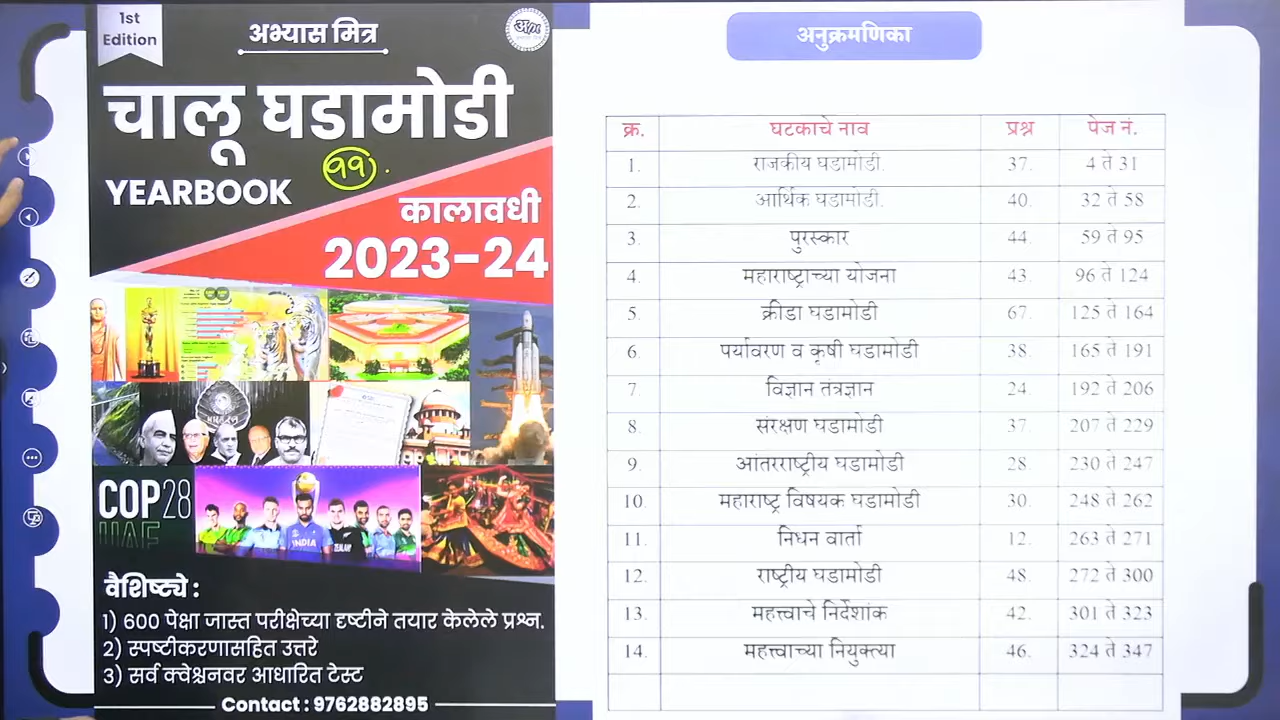 1st
Edition
अभ्यास मित्र
चालू घडामोडी
११
YEARBOOK
कालावधी
2023-24
COP28
UAE
INDIA
वैशिष्ट्ये :
1) 600 पेक्षा जास्त परीक्षेच्या दृष्टीने तयार केलेले प्रश्न.
2) स्पष्टीकरणासहित उत्तरे
3) सर्व क्वेश्चनवर आधारित टेस्ट
Contact : 9762882895
अनुक्रमणिका
क्र. घटकाचे नाव प्रश्न पेज नं.
1. राजकीय घडामोडी. 37. 4 ते 31
2. आर्थिक घडामोडी. 40. 32 ते 58
3. पुरस्कार 44. 59 ते 95
4. महाराष्ट्राच्या योजना 43. 96 ते 124
5. क्रीडा घडामोडी 67. 125 ते 164
6. पर्यावरण व कृषी घडामोडी 38. 165 ते 191
7. विज्ञान तंत्रज्ञान 24. 192 ते 206
8. संरक्षण घडामोडी 37. 207 ते 229
9. आंतरराष्ट्रीय घडामोडी 28. 230 ते 247
10. महाराष्ट्र विषयक घडामोडी 30. 248 ते 262
11. निधन वार्ता 12. 263 ते 271
12. राष्ट्रीय घडामोडी 48. 272 ते 300
13. महत्त्वाचे निर्देशांक 42. 301 ते 323
14. महत्त्वाच्या नियुक्त्या 46. 324 ते 347